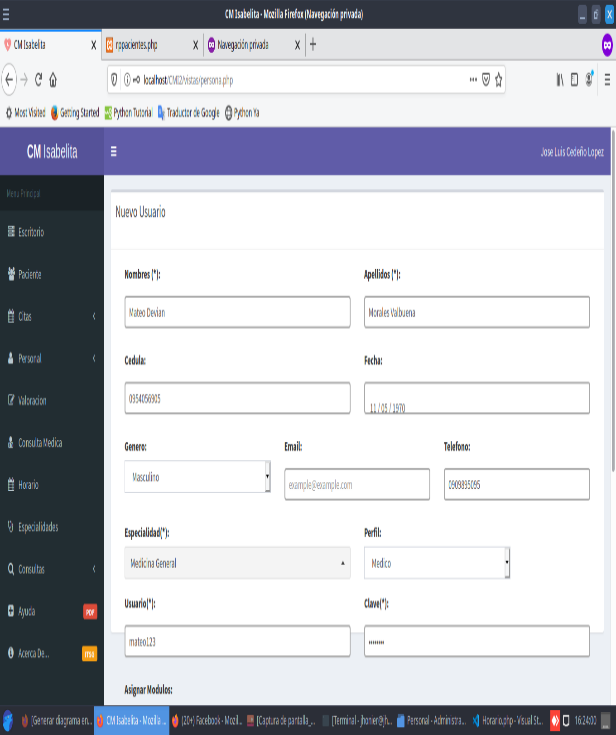 CM Isabelita - Mozilla Firefox (Navegación privada)
CM Isabelita X nppacientes.php X Navegación privada X +
localhost/CMI2/vistas/persona.php
Most Visited Getting Started Python Tutorial Traductor de Google Python Ya
CM Isabelita
Jose Luis Cedeño Lopez
Menu Principal
Escritorio
Paciente
Citas
Personal
Valoracion
Consulta Medica
Horario
Especialidades
Consultas
Ayuda PDF
Acerca De...
Nuevo Usuario
Nombres (*): Apellidos (*):
Mateo Devian Morales Valbuena
Cedula: Fecha:
0954056905 11 / 05 / 1970
Genero: Email: Telefono:
Masculino example@example.com 0909895095
Especialidad(*): Perfil:
Medicina General Medico
Usuario(*): Clave(*):
mateo123 ••••••••
Asignar Modulos:
[Generar diagrama en... CM Isabelita - Mozilla ... (20+) Facebook - Mozil... [Captura de pantalla_... [Terminal - jhonier@jh... Personal - Administra... Horario.php - Visual St... 16:24:00